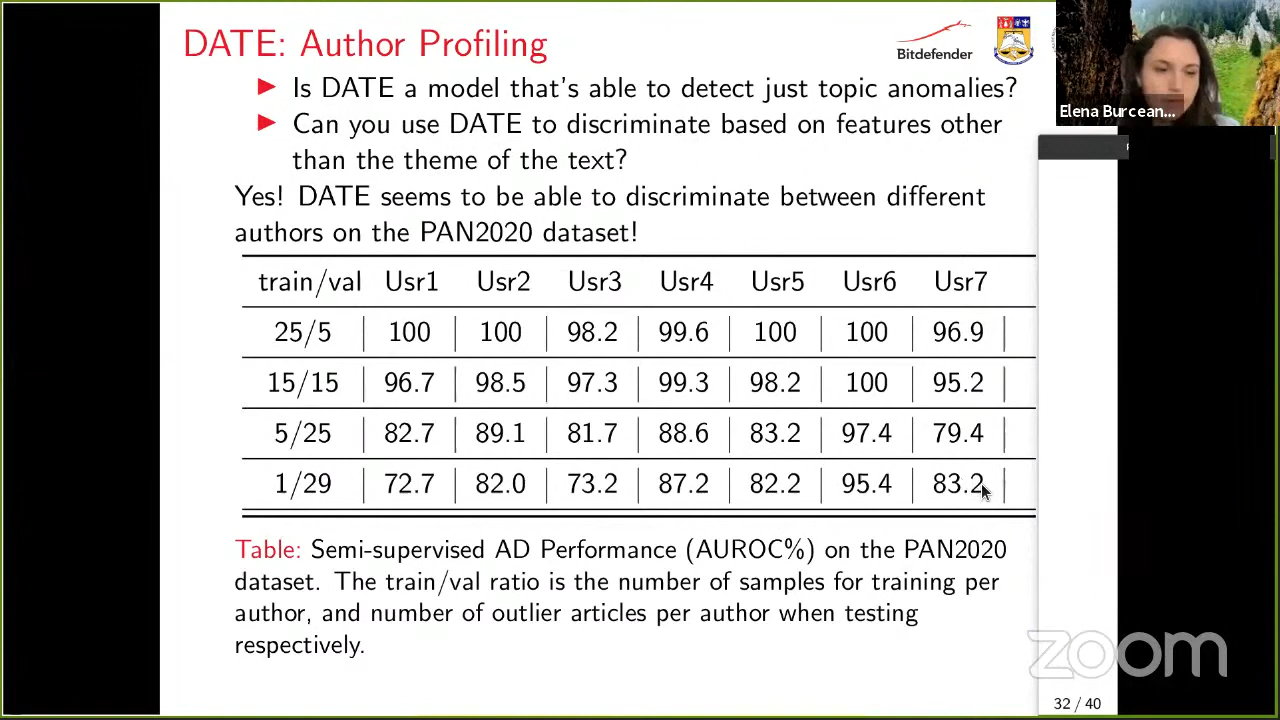 DATE: Author Profiling
Bitdefender
Elena Burcean...
Is DATE a model that's able to detect just topic anomalies?
Can you use DATE to discriminate based on features other
than the theme of the text?
Yes! DATE seems to be able to discriminate between different
authors on the PAN2020 dataset!
train/val Usr1 Usr2 Usr3 Usr4 Usr5 Usr6 Usr7
25/5 100 100 98.2 99.6 100 100 96.9
15/15 96.7 98.5 97.3 99.3 98.2 100 95.2
5/25 82.7 89.1 81.7 88.6 83.2 97.4 79.4
1/29 72.7 82.0 73.2 87.2 82.2 95.4 83.2
Table: Semi-supervised AD Performance (AUROC%) on the PAN2020
dataset. The train/val ratio is the number of samples for training per
author, and number of outlier articles per author when testing
respectively.
zoom
32 / 40